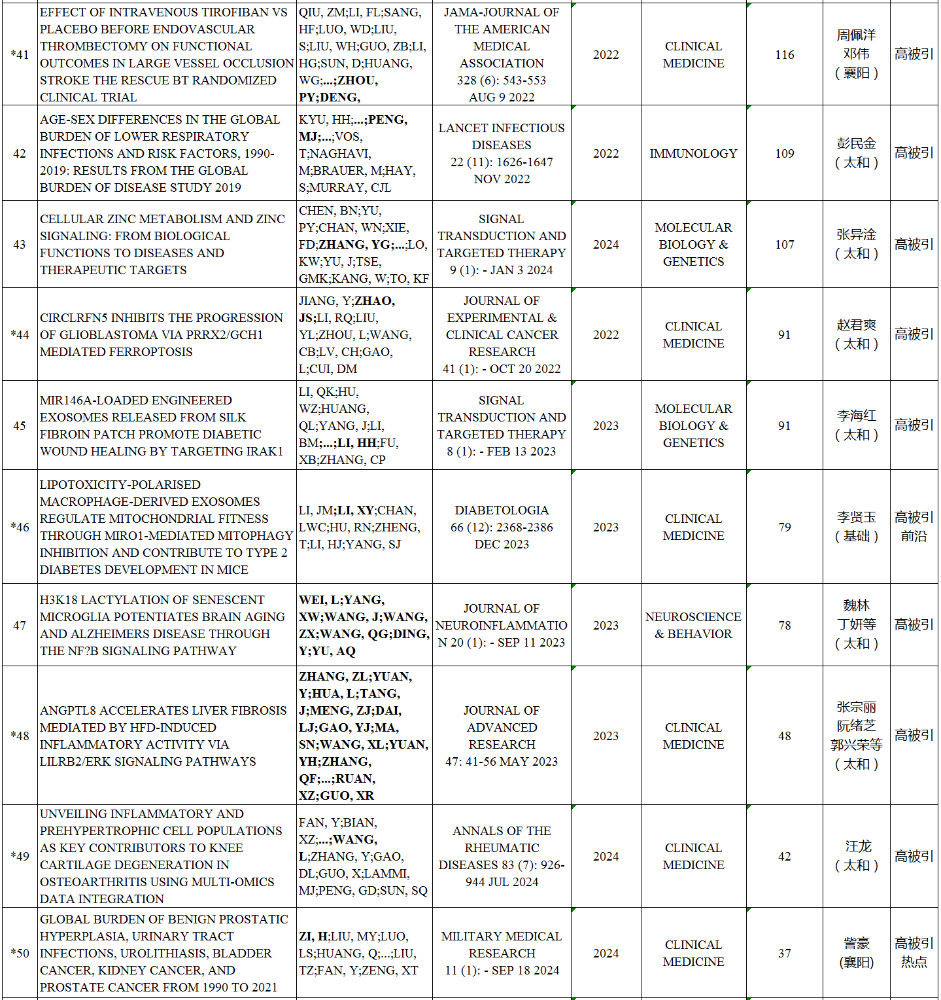 *41
EFFECT OF INTRAVENOUS TIROFIBAN VS
PLACEBO BEFORE ENDOVASCULAR
THROMBECTOMY ON FUNCTIONAL
OUTCOMES IN LARGE VESSEL OCCLUSION
STROKE THE RESCUE BT RANDOMIZED
CLINICAL TRIAL
QIU, ZM;LI, FL;SANG,
HF;LUO, WD;LIU,
S;LIU, WH;GUO, ZB;LI,
HG;SUN, D;HUANG,
WG;...;ZHOU,
PY;DENG,
JAMA-JOURNAL OF
THE AMERICAN
MEDICAL
ASSOCIATION
328 (6): 543-553
AUG 9 2022
2022
CLINICAL
MEDICINE
116
周佩洋
邓伟
（襄阳）
高被引
42
AGE-SEX DIFFERENCES IN THE GLOBAL
BURDEN OF LOWER RESPIRATORY
INFECTIONS AND RISK FACTORS, 1990-
2019: RESULTS FROM THE GLOBAL
BURDEN OF DISEASE STUDY 2019
KYU, HH;...;PENG,
MJ;...;VOS,
T;NAGHAVI,
M;BRAUER, M;HAY,
S;MURRAY, CJL
LANCET INFECTIOUS
DISEASES
22 (11): 1626-1647
NOV 2022
2022
IMMUNOLOGY
109
彭民金
（太和）
高被引
43
CELLULAR ZINC METABOLISM AND ZINC
SIGNALING: FROM BIOLOGICAL
FUNCTIONS TO DISEASES AND
THERAPEUTIC TARGETS
CHEN, BN;YU,
PY;CHAN, WN;XIE,
FD;ZHANG, YG;...;LO,
KW;YU, J;TSE,
GMK;KANG, W;TO, KF
SIGNAL
TRANSDUCTION AND
TARGETED THERAPY
9 (1): - JAN 3 2024
2024
MOLECULAR
BIOLOGY &
GENETICS
107
张异淦
（太和）
高被引
*44
CIRCLRFN5 INHIBITS THE PROGRESSION
OF GLIOBLASTOMA VIA PRRX2/GCH1
MEDIATED FERROPTOSIS
JIANG, Y;ZHAO,
JS;LI, RQ;LIU,
YL;ZHOU, L;WANG,
CB;LV, CH;GAO,
L;CUI, DM
JOURNAL OF
EXPERIMENTAL &
CLINICAL CANCER
RESEARCH
41 (1): - OCT 20 2022
2022
CLINICAL
MEDICINE
91
赵君爽
（太和）
高被引
45
MIR146A-LOADED ENGINEERED
EXOSOMES RELEASED FROM SILK
FIBROIN PATCH PROMOTE DIABETIC
WOUND HEALING BY TARGETING IRAK1
LI, QK;HU,
WZ;HUANG,
QL;YANG, J;LI,
BM;...;LI, HH;FU,
XB;ZHANG, CP
SIGNAL
TRANSDUCTION AND
TARGETED THERAPY
8 (1): - FEB 13 2023
2023
MOLECULAR
BIOLOGY &
GENETICS
91
李海红
（太和）
高被引
*46
LIPOTOXICITY-POLARISED
MACROPHAGE-DERIVED EXOSOMES
REGULATE MITOCHONDRIAL FITNESS
THROUGH MIRO1-MEDIATED MITOPHAGY
INHIBITION AND CONTRIBUTE TO TYPE 2
DIABETES DEVELOPMENT IN MICE
LI, JM;LI, XY;CHAN,
LWC;HU, RN;ZHENG,
T;LI, HJ;YANG, SJ
DIABETOLOGIA
66 (12): 2368-2386
DEC 2023
2023
CLINICAL
MEDICINE
79
李贤玉
（基础）
高被引
前沿
47
H3K18 LACTYLATION OF SENESCENT
MICROGLIA POTENTIATES BRAIN AGING
AND ALZHEIMERS DISEASE THROUGH
THE NF?B SIGNALING PATHWAY
WEI, L;YANG,
XW;WANG, J;WANG,
ZX;WANG, QG;DING,
Y;YU, AQ
JOURNAL OF
NEUROINFLAMMATIO
N 20 (1): - SEP 11 2023
2023
NEUROSCIENCE
& BEHAVIOR
78
魏林
丁妍等
（太和）
高被引
*48
ANGPTL8 ACCELERATES LIVER FIBROSIS
MEDIATED BY HFD-INDUCED
INFLAMMATORY ACTIVITY VIA
LILRB2/ERK SIGNALING PATHWAYS
ZHANG, ZL;YUAN,
Y;HUA, L;TANG,
J;MENG, ZJ;DAI,
LJ;GAO, YJ;MA,
SN;WANG, XL;YUAN,
YH;ZHANG,
QF;...;RUAN,
XZ;GUO, XR
JOURNAL OF
ADVANCED
RESEARCH
47: 41-56 MAY 2023
2023
CLINICAL
MEDICINE
48
张宗丽
阮绪芝
郭兴荣等
（太和）
高被引
*49
UNVEILING INFLAMMATORY AND
PREHYPERTROPHIC CELL POPULATIONS
AS KEY CONTRIBUTORS TO KNEE
CARTILAGE DEGENERATION IN
OSTEOARTHRITIS USING MULTI-OMICS
DATA INTEGRATION
FAN, Y;BIAN,
XZ;...;WANG,
L;ZHANG, Y;GAO,
DL;GUO, X;LAMMI,
MJ;PENG, GD;SUN, SQ
ANNALS OF THE
RHEUMATIC
DISEASES 83 (7): 926-
944 JUL 2024
2024
CLINICAL
MEDICINE
42
汪龙
（太和）
高被引
*50
GLOBAL BURDEN OF BENIGN PROSTATIC
HYPERPLASIA, URINARY TRACT
INFECTIONS, UROLITHIASIS, BLADDER
CANCER, KIDNEY CANCER, AND
PROSTATE CANCER FROM 1990 TO 2021
ZI, H;LIU, MY;LUO,
LS;HUANG, Q;...;LIU,
TZ;FAN, Y;ZENG, XT
MILITARY MEDICAL
RESEARCH
11 (1): - SEP 18 2024
2024
CLINICAL
MEDICINE
37
訾豪
(襄阳)
高被引
热点